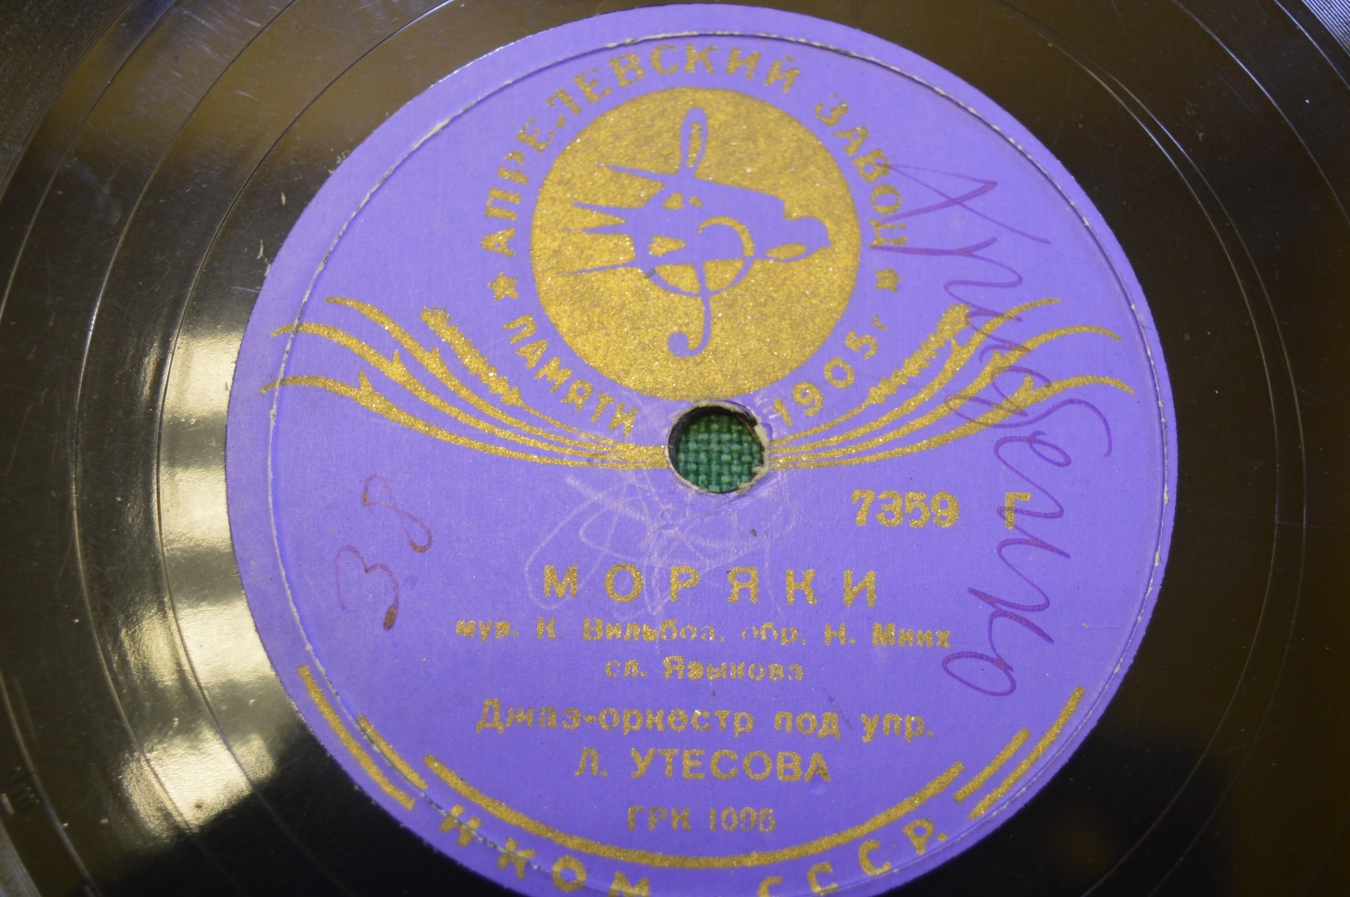 ★ АПРЕЛЕВСКИЙ ЗАВОД ★
ПАМЯТИ 1905 г
7359 Г
МОРЯКИ
муз. К. Вильбоа, обр. Н. Минх
сл. Языкова
Джаз-оркестр под упр.
Л. УТЕСОВА
ГРК 1096
НКОМ СССР.